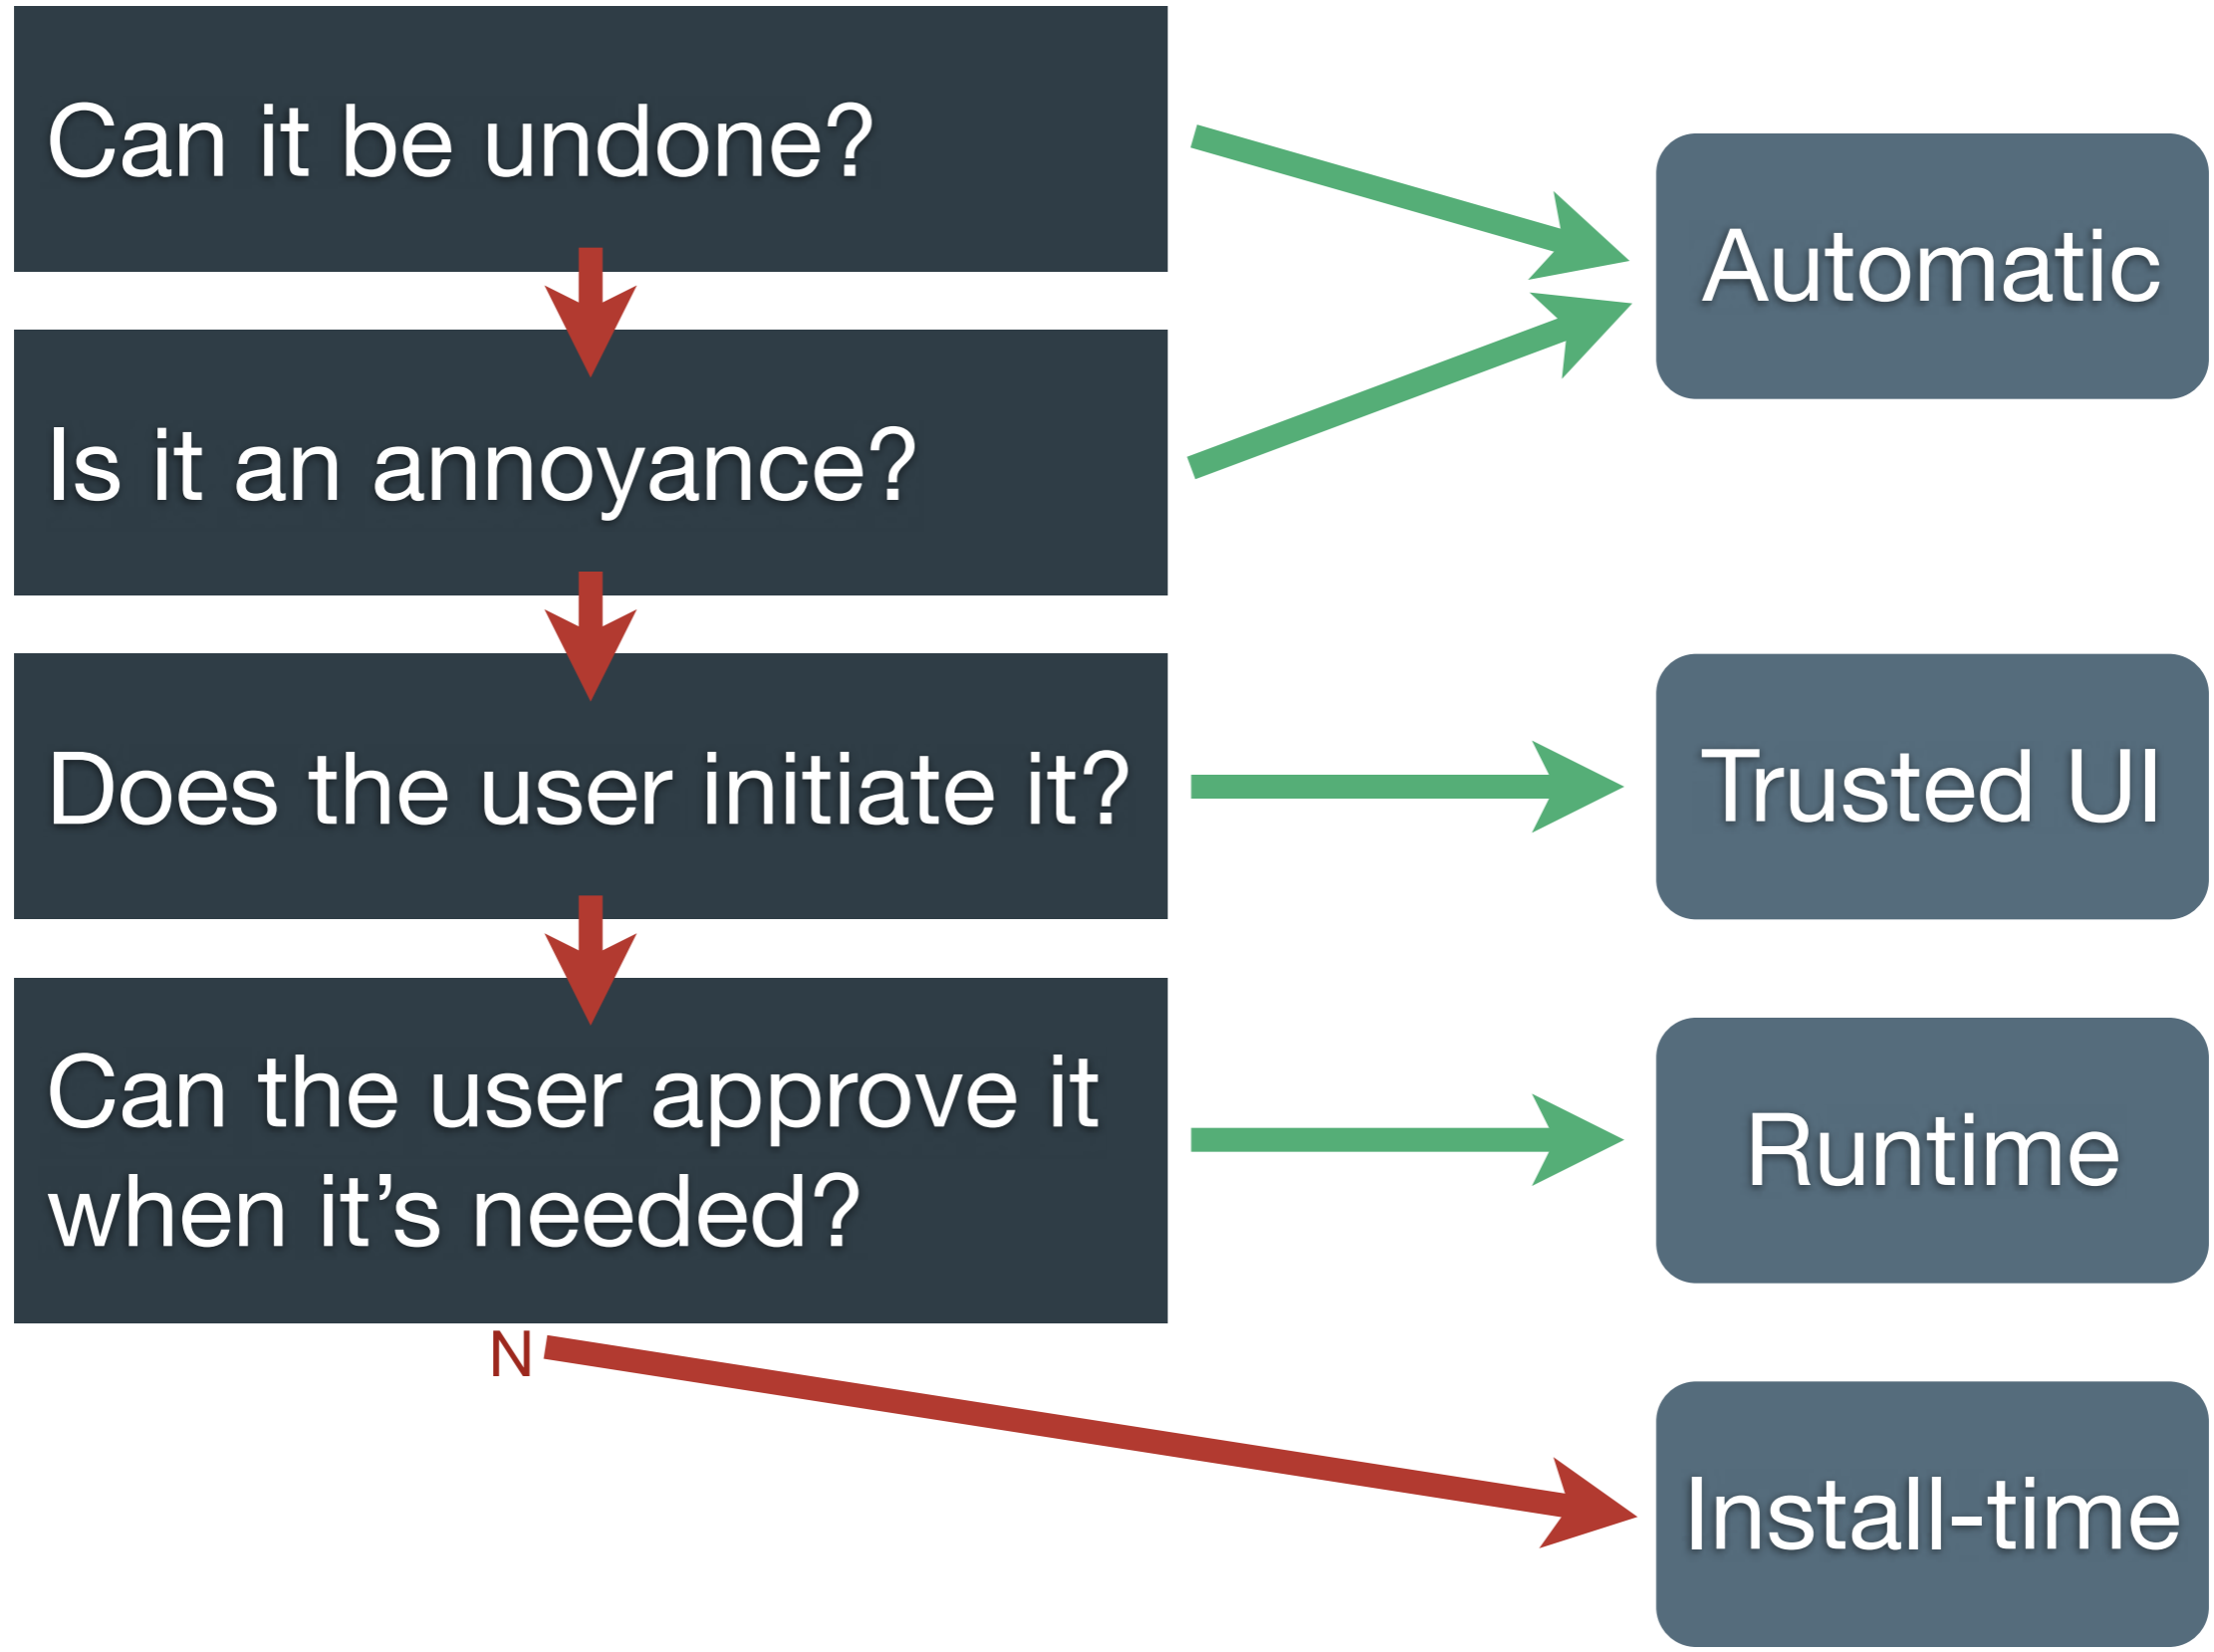 Can it be undone?
Automatic
Is it an annoyance?
Does the user initiate it?
Trusted UI
Can the user approve it
when it’s needed?
Runtime
N
Install-time